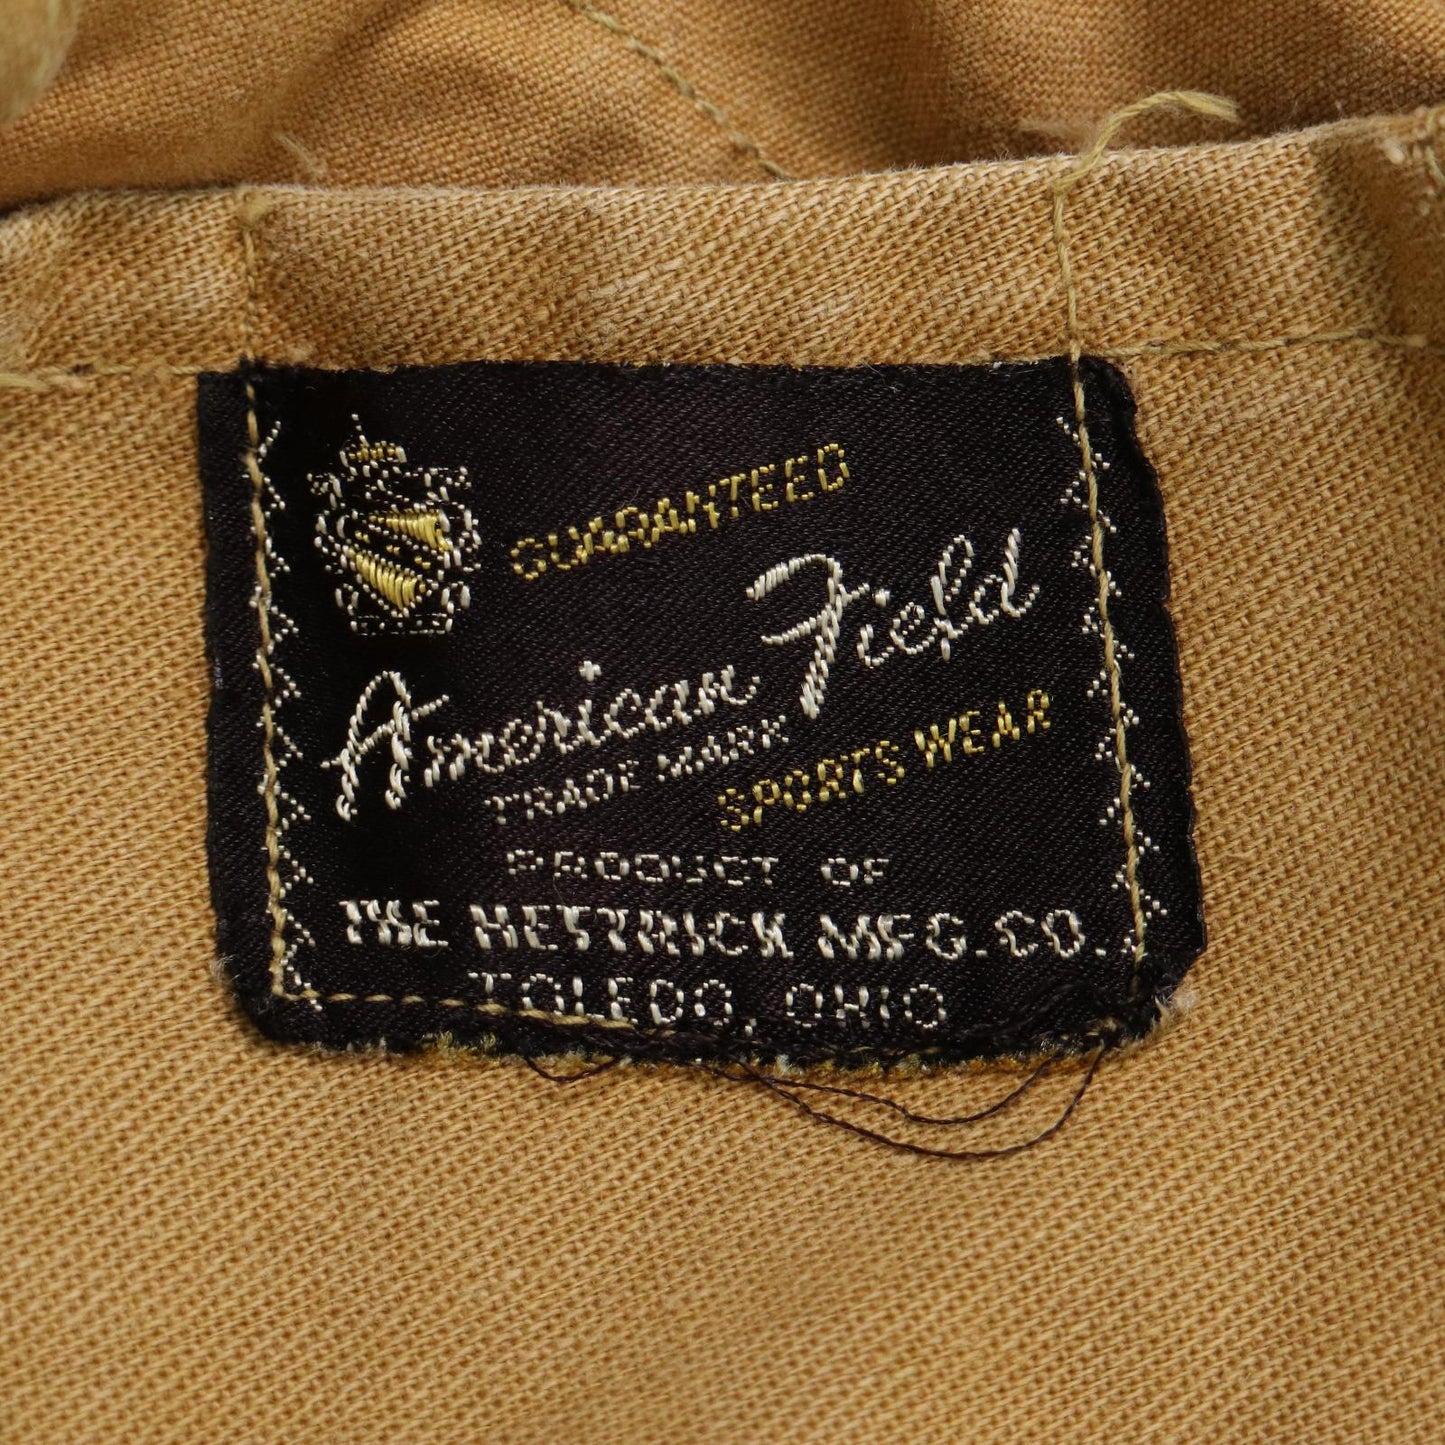 GUARANTEED
American Field
TRADE MARK
SPORTS WEAR
PRODUCT OF
THE HETTRICK MFG. CO.
TOLEDO, OHIO